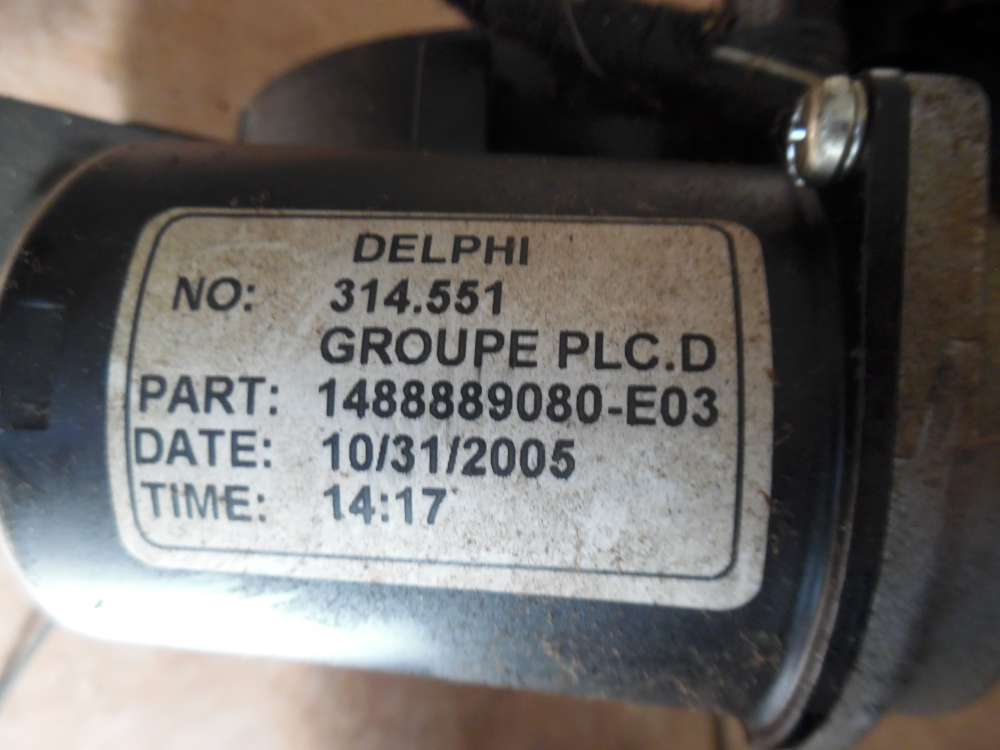 DELPHI
NO: 314.551
GROUPE PLC.D
PART: 1488889080-E03
DATE: 10/31/2005
TIME: 14:17